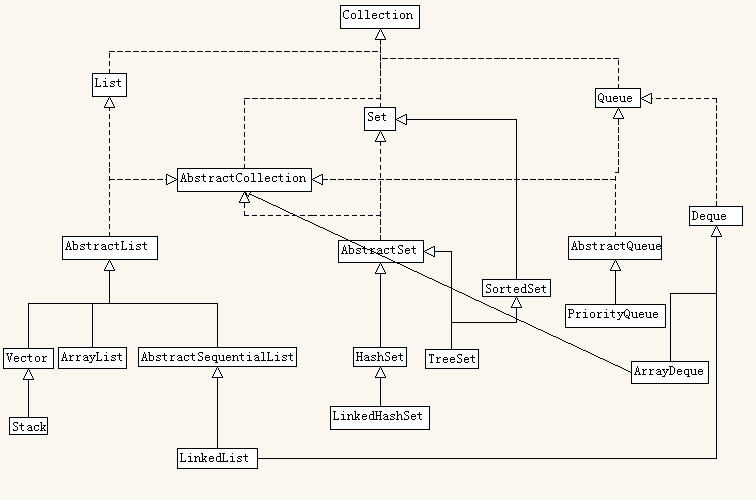 Collection
List
Queue
Set
AbstractCollection
Deque
AbstractList
AbstractSet
AbstractQueue
SortedSet
PriorityQueue
Vector
ArrayList
AbstractSequentialList
HashSet
TreeSet
ArrayDeque
LinkedHashSet
Stack
LinkedList